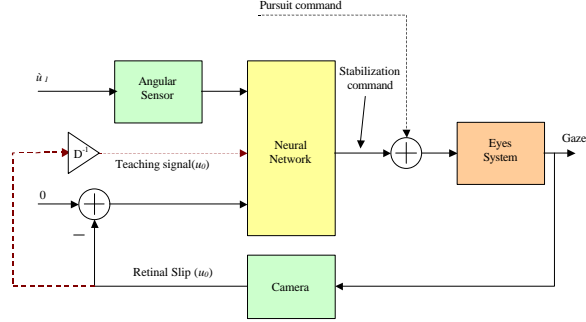 Pursuit command
ù 1
Angular
Sensor
Stabilization
command
Neural
Network
Eyes
System
Gaze
D-1
Teaching signal(u0)
0
+
—
Retinal Slip (u0)
Camera